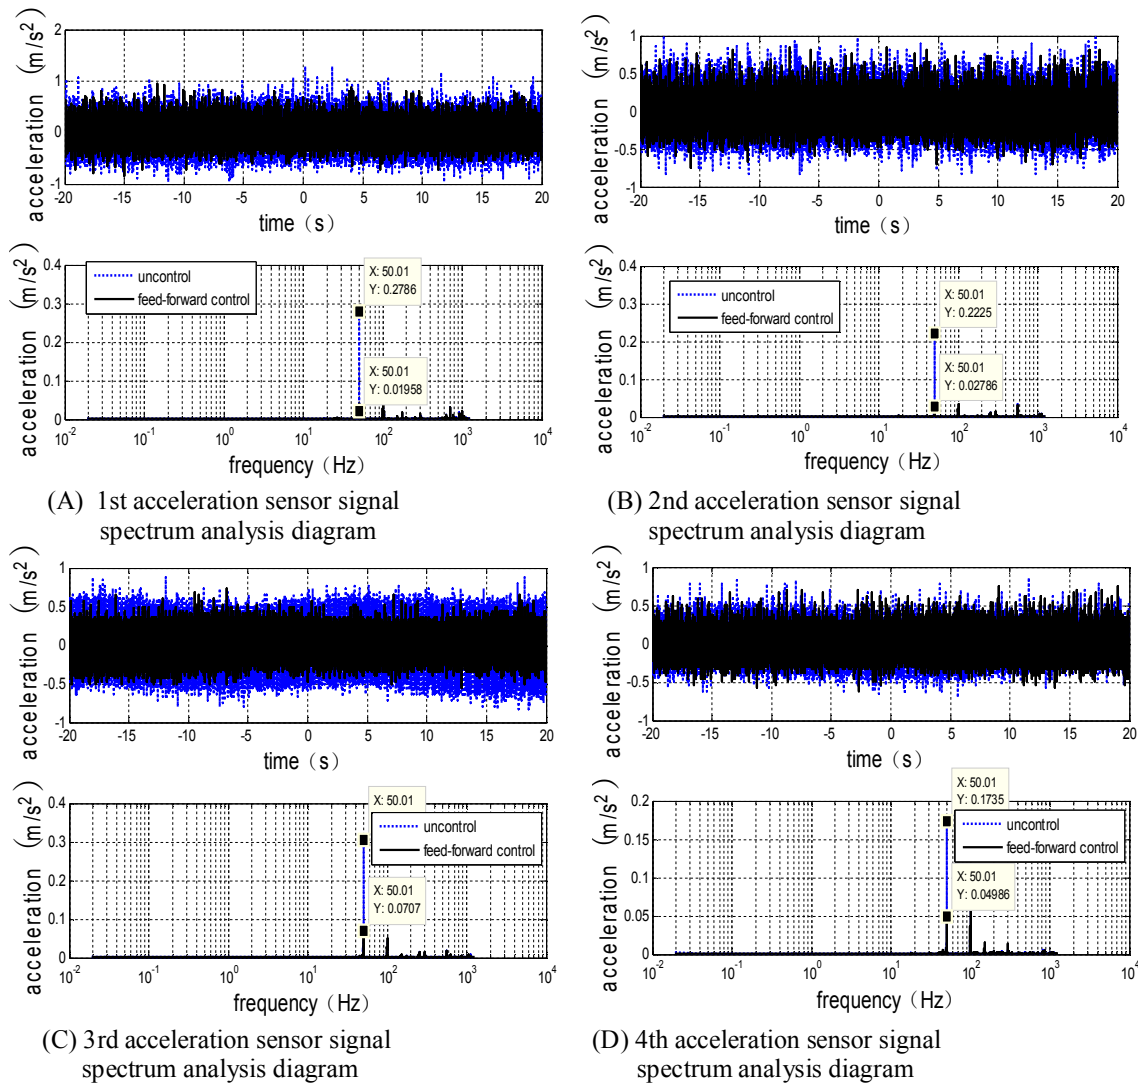 acceleration (m/s²)
2
1
0
-1
-20 -15 -10 -5 0 5 10 15 20
time (s)
acceleration (m/s²)
1
0.5
0
-0.5
-1
-20 -15 -10 -5 0 5 10 15 20
time (s)
acceleration (m/s²)
0.4
0.3
0.2
0.1
0
uncontrol
feed-forward control
X: 50.01
Y: 0.2786
X: 50.01
Y: 0.01958
10⁻² 10⁻¹ 10⁰ 10¹ 10² 10³ 10⁴
frequency (Hz)
acceleration (m/s²)
0.4
0.3
0.2
0.1
0
uncontrol
feed-forward control
X: 50.01
Y: 0.2225
X: 50.01
Y: 0.02786
10⁻² 10⁻¹ 10⁰ 10¹ 10² 10³ 10⁴
frequency (Hz)
(A) 1st acceleration sensor signal
spectrum analysis diagram
(B) 2nd acceleration sensor signal
spectrum analysis diagram
acceleration (m/s²)
1
0.5
0
-0.5
-1
-20 -15 -10 -5 0 5 10 15 20
time (s)
acceleration (m/s²)
1
0.5
0
-0.5
-1
-20 -15 -10 -5 0 5 10 15 20
time (s)
acceleration (m/s²)
0.4
0.3
0.2
0.1
0
X: 50.01
uncontrol
feed-forward control
X: 50.01
Y: 0.0707
10⁻² 10⁻¹ 10⁰ 10¹ 10² 10³ 10⁴
frequency (Hz)
acceleration (m/s²)
0.2
0.15
0.1
0.05
0
X: 50.01
Y: 0.1735
uncontrol
feed-forward control
X: 50.01
Y: 0.04986
10⁻² 10⁻¹ 10⁰ 10¹ 10² 10³ 10⁴
frequency (Hz)
(C) 3rd acceleration sensor signal
spectrum analysis diagram
(D) 4th acceleration sensor signal
spectrum analysis diagram